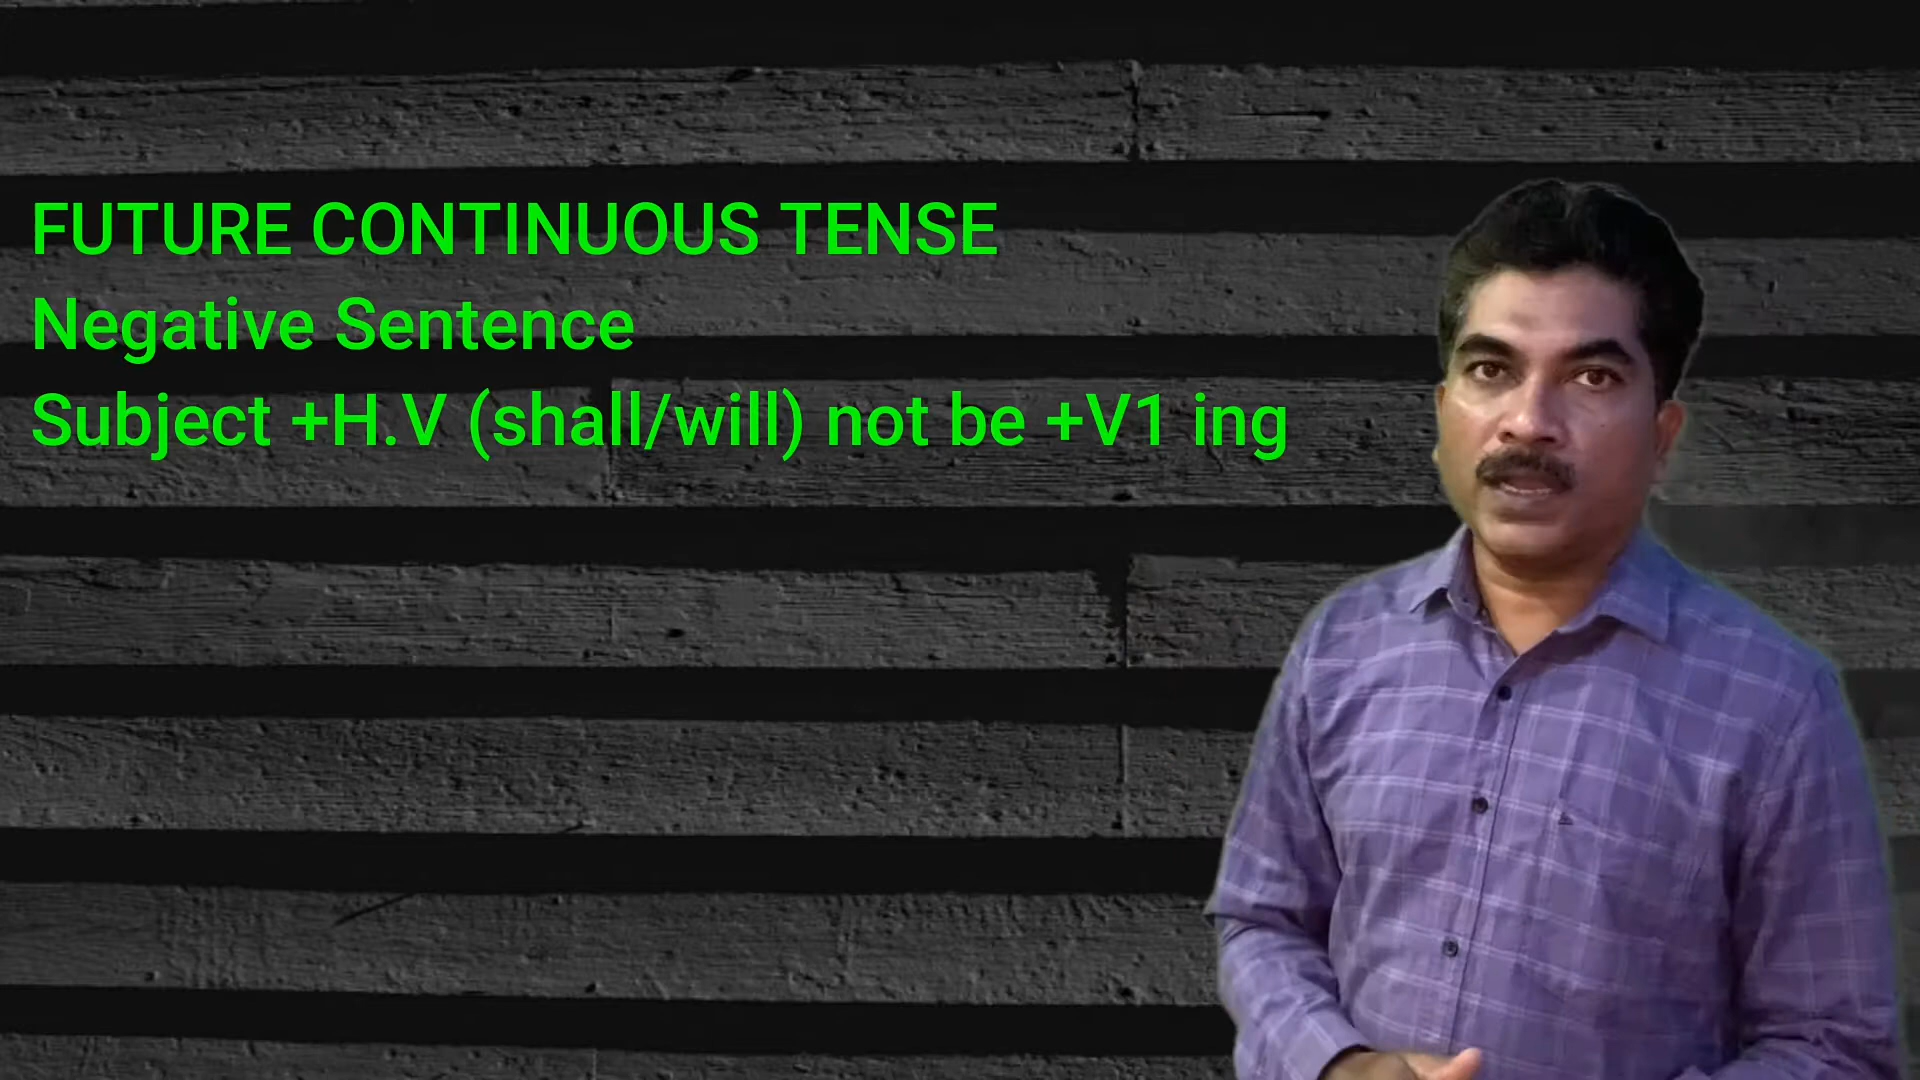 FUTURE CONTINUOUS TENSE
Negative Sentence
Subject +H.V (shall/will) not be +V1 ing